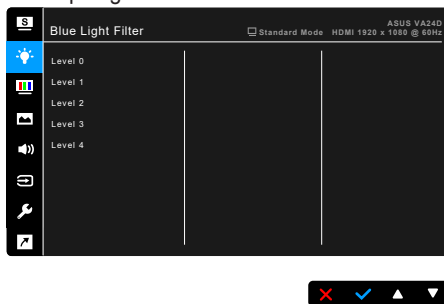 S
Blue Light Filter
ASUS VA24D
Standard Mode HDMI 1920 x 1080 @ 60Hz
Level 0
Level 1
Level 2
Level 3
Level 4